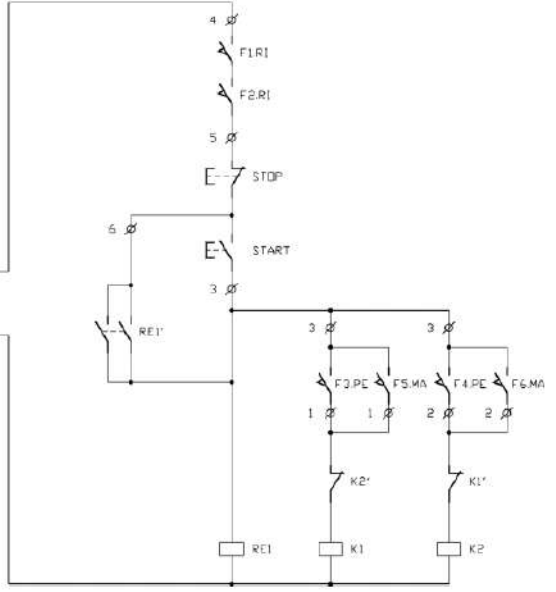 4
F1.RI
F2.RI
5
STOP
6
START
3
RE1'
3
3
F3.PE
F5.MA
F4.PE
F6.MA
1
1
2
2
K2'
K1'
RE1
K1
K2